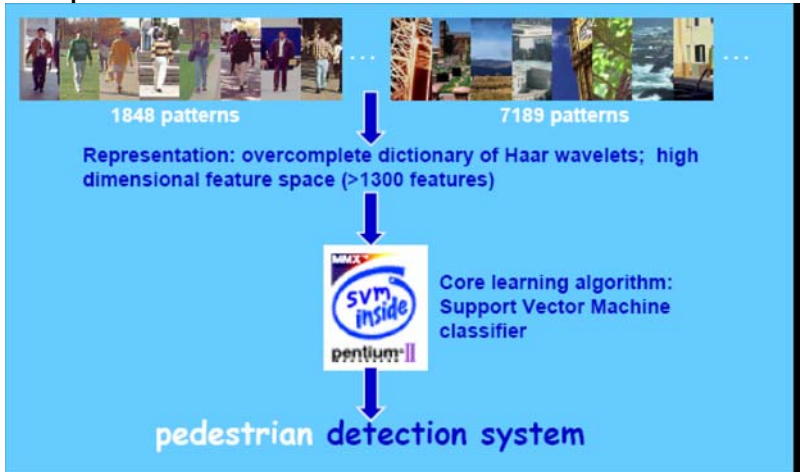 1848 patterns
7189 patterns
Representation: overcomplete dictionary of Haar wavelets; high
dimensional feature space (>1300 features)
MMX
SVM
inside
pentium II
Core learning algorithm:
Support Vector Machine
classifier
pedestrian detection system